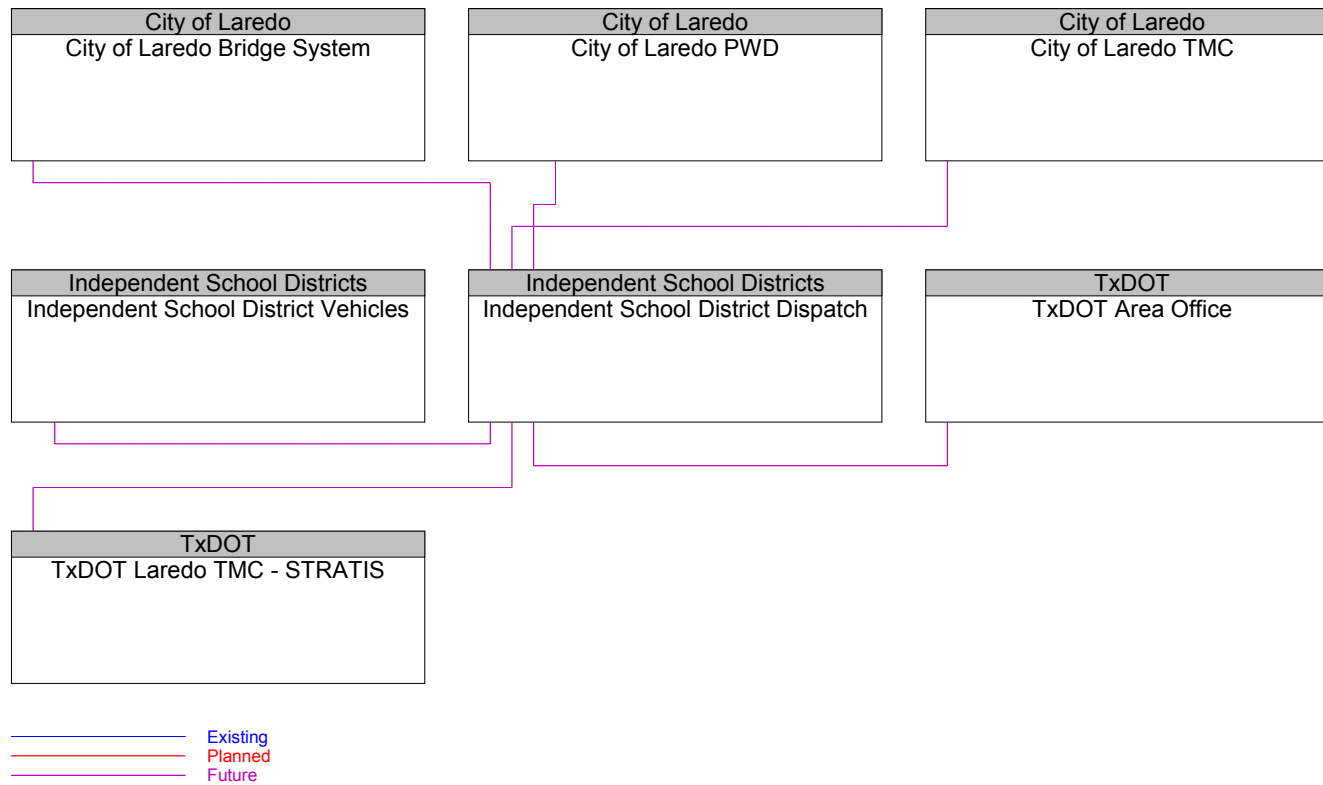 City of Laredo
City of Laredo Bridge System
City of Laredo
City of Laredo PWD
City of Laredo
City of Laredo TMC
Independent School Districts
Independent School District Vehicles
Independent School Districts
Independent School District Dispatch
TxDOT
TxDOT Area Office
TxDOT
TxDOT Laredo TMC - STRATIS
Existing
Planned
Future